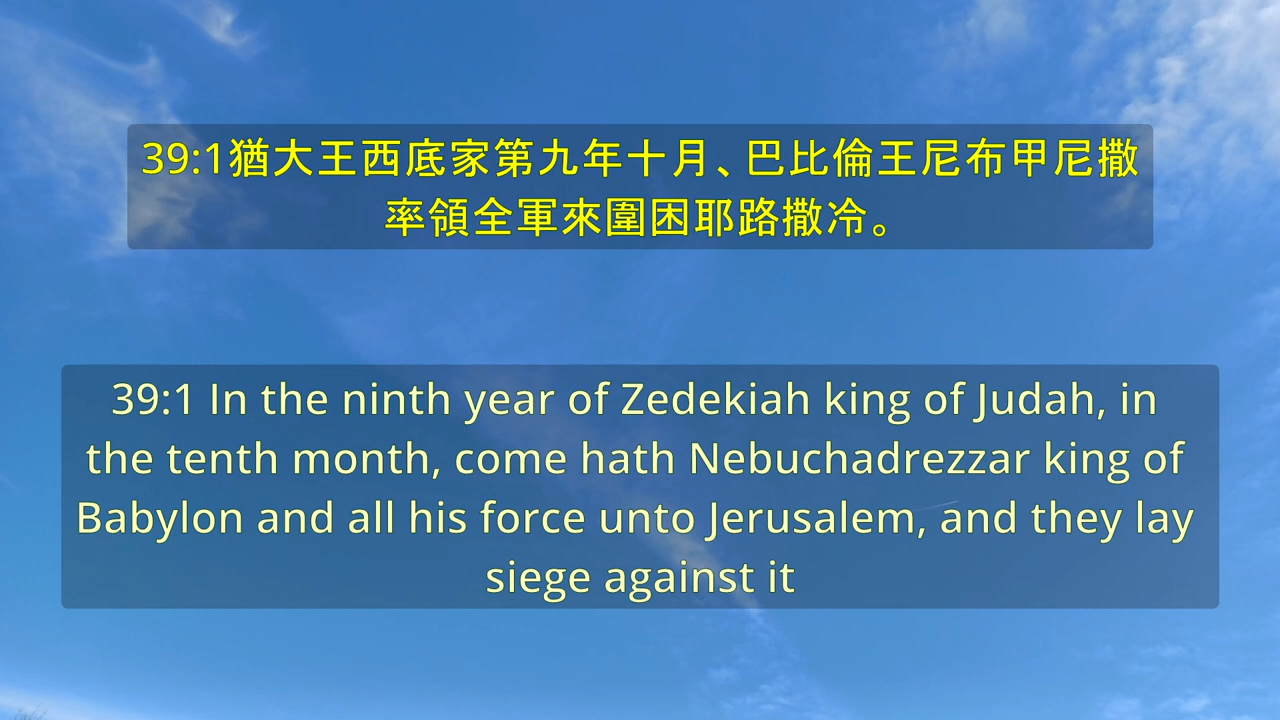 39:1猶大王西底家第九年十月、巴比倫王尼布甲尼撒
率領全軍來圍困耶路撒冷。
39:1 In the ninth year of Zedekiah king of Judah, in
the tenth month, come hath Nebuchadrezzar king of
Babylon and all his force unto Jerusalem, and they lay
siege against it